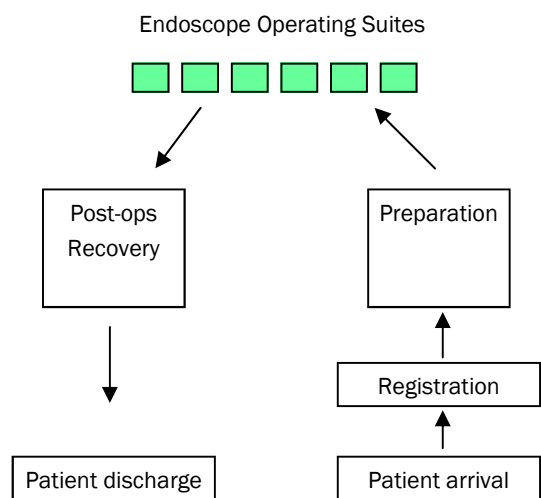 Endoscope Operating Suites
Post-ops
Recovery
Preparation
Registration
Patient discharge
Patient arrival